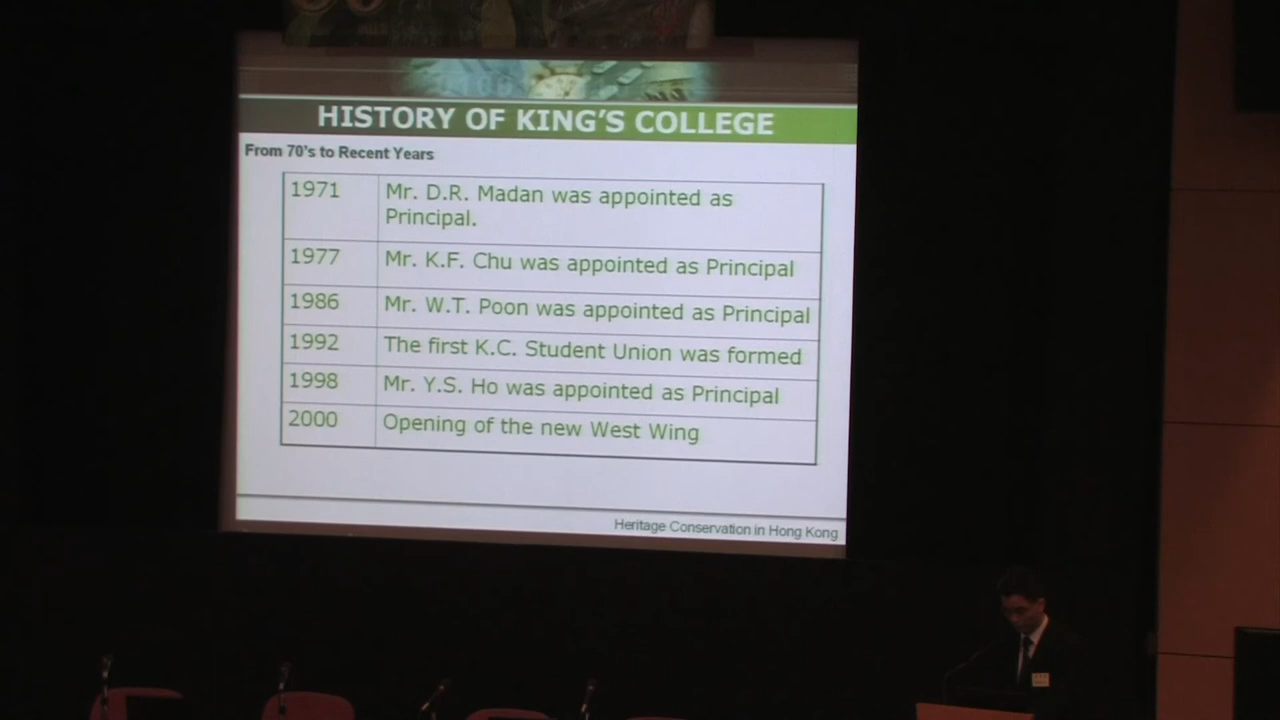 HISTORY OF KING'S COLLEGE
From 70's to Recent Years
1971 Mr. D.R. Madan was appointed as
Principal.
1977 Mr. K.F. Chu was appointed as Principal
1986 Mr. W.T. Poon was appointed as Principal
1992 The first K.C. Student Union was formed
1998 Mr. Y.S. Ho was appointed as Principal
2000 Opening of the new West Wing
Heritage Conservation in Hong Kong